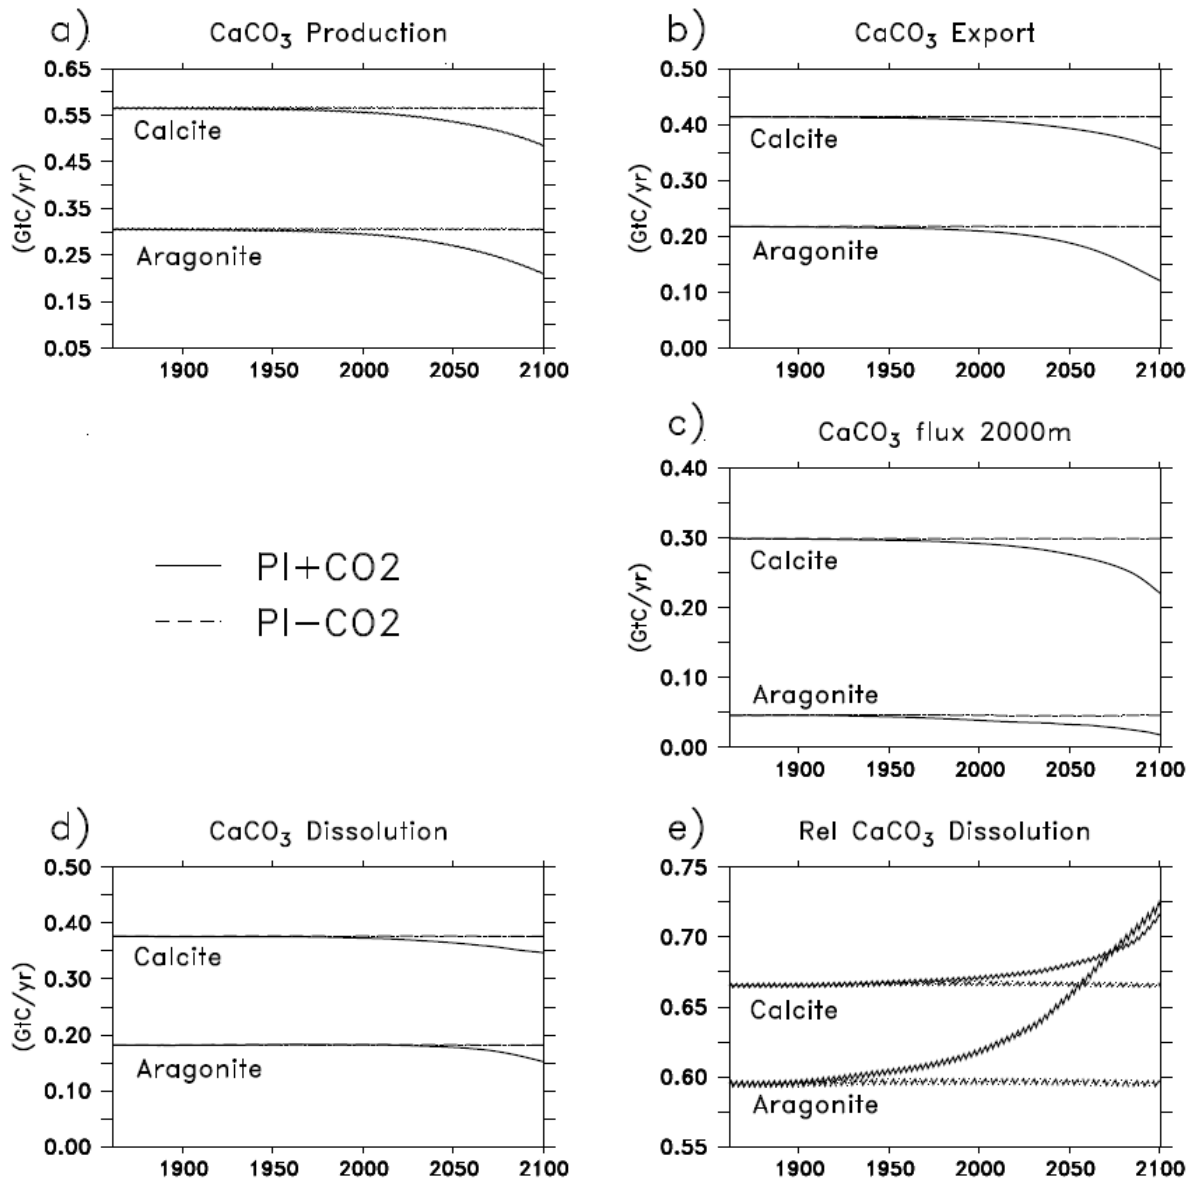 a) CaCO3 Production
0.65
0.55
0.45
0.35
0.25
0.15
0.05
(GtC/yr)
Calcite
Aragonite
1900 1950 2000 2050 2100
b) CaCO3 Export
0.50
0.40
0.30
0.20
0.10
0.00
(GtC/yr)
Calcite
Aragonite
1900 1950 2000 2050 2100
c) CaCO3 flux 2000m
0.40
0.30
0.20
0.10
0.00
(GtC/yr)
Calcite
Aragonite
1900 1950 2000 2050 2100
PI+CO2
PI−CO2
d) CaCO3 Dissolution
0.50
0.40
0.30
0.20
0.10
0.00
(GtC/yr)
Calcite
Aragonite
1900 1950 2000 2050 2100
e) Rel CaCO3 Dissolution
0.75
0.70
0.65
0.60
0.55
Calcite
Aragonite
1900 1950 2000 2050 2100